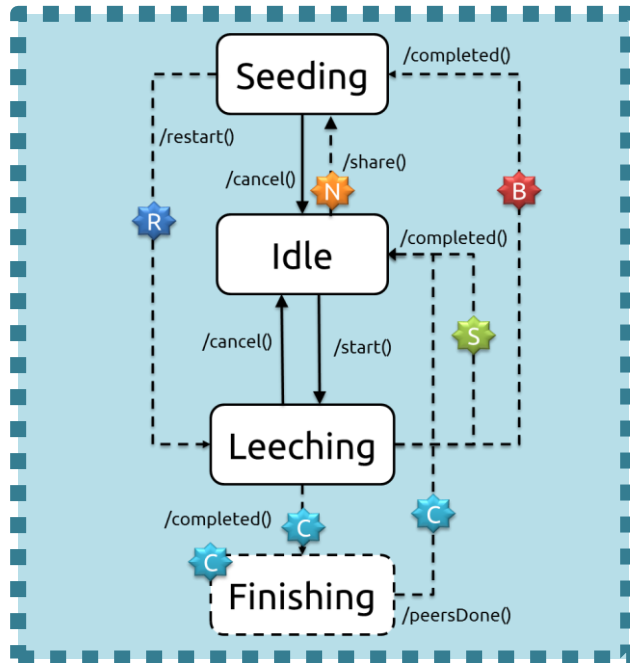 /completed()
Seeding
/restart()
/share()
/cancel()
N
B
R
/completed()
Idle
S
/cancel()
/start()
Leeching
/completed()
C
C
C
Finishing
/peersDone()